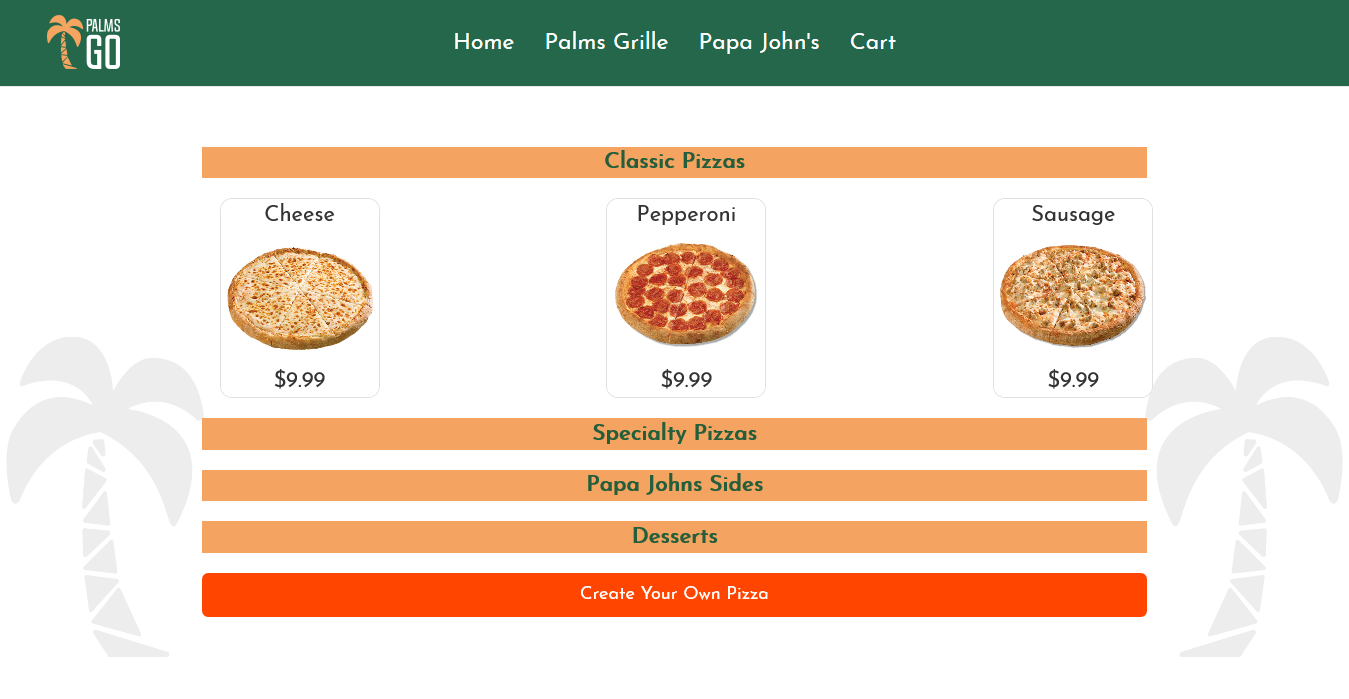 PALMS
GO
Home Palms Grille Papa John's Cart
Classic Pizzas
Cheese Pepperoni Sausage
$9.99 $9.99 $9.99
Specialty Pizzas
Papa Johns Sides
Desserts
Create Your Own Pizza